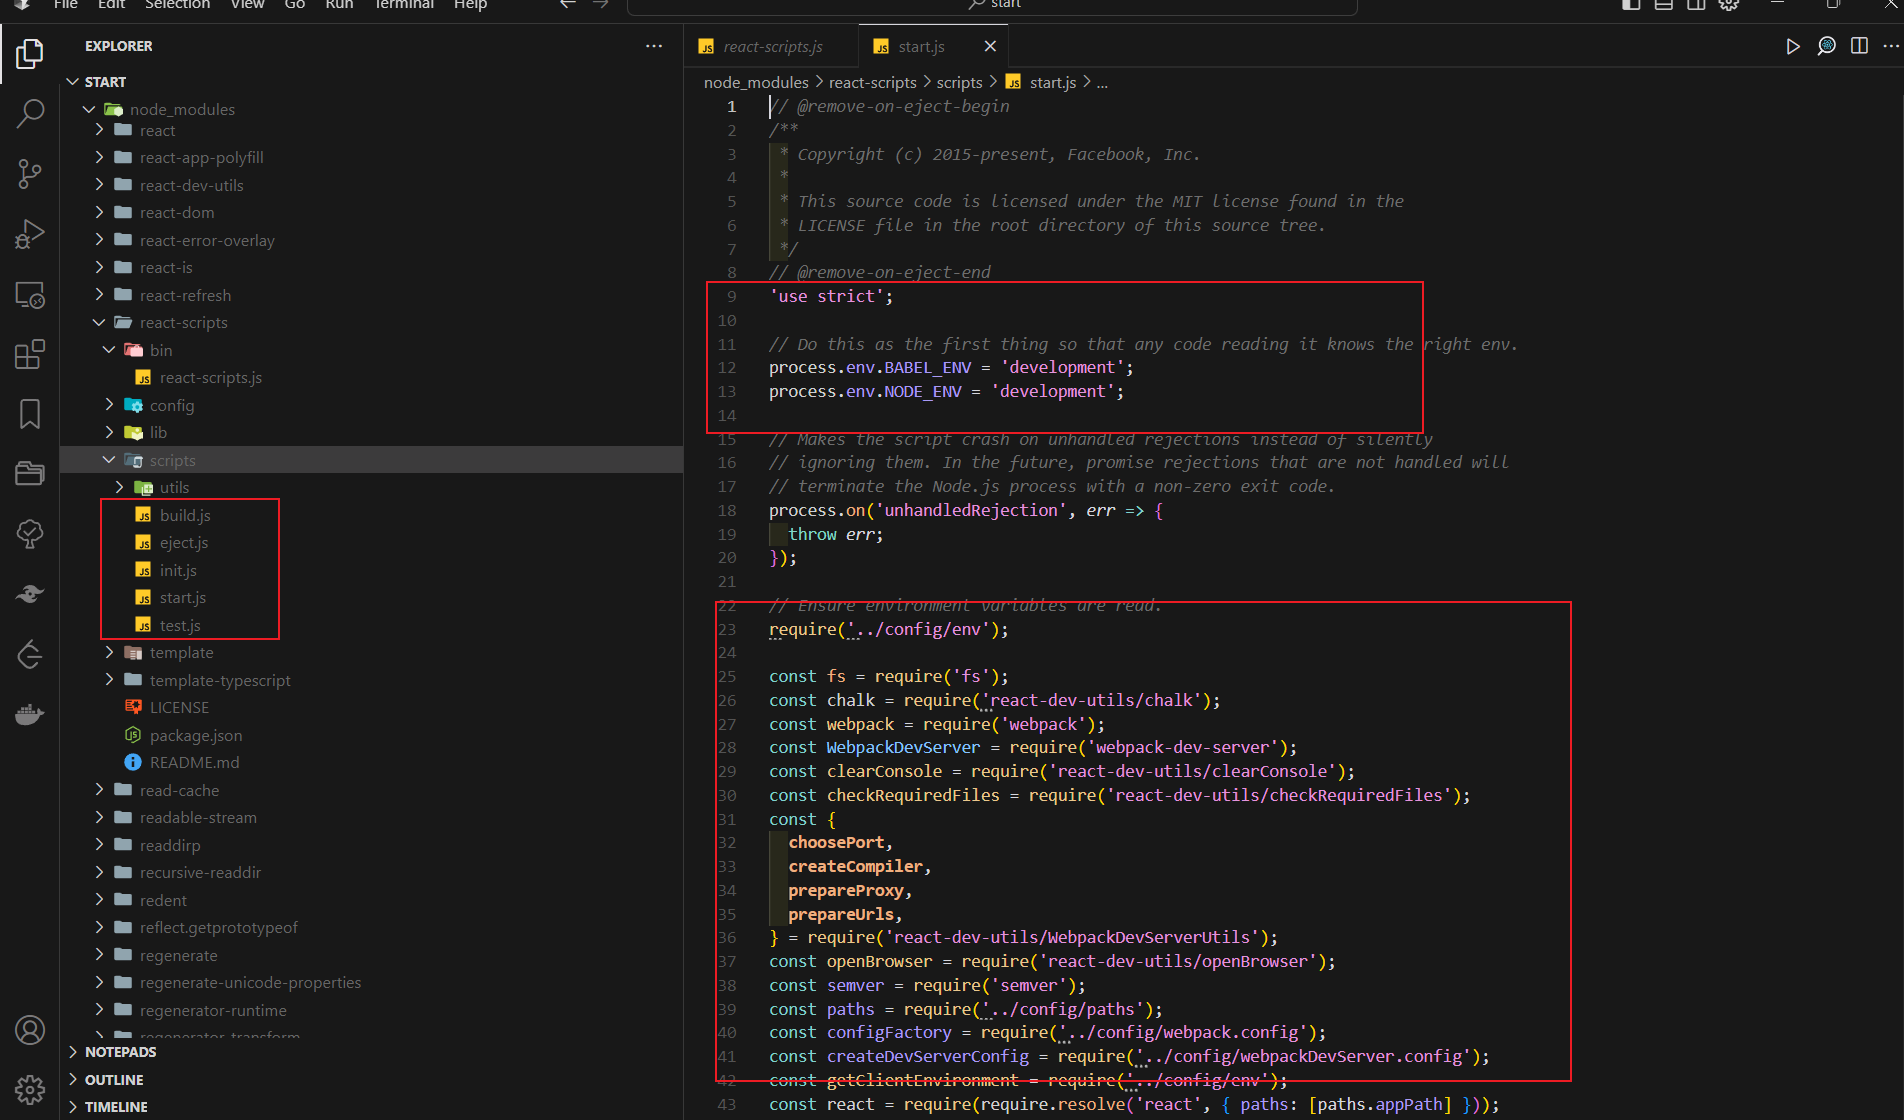 File Edit Selection View Go Run Terminal Help
start
EXPLORER
START
node_modules
react
react-app-polyfill
react-dev-utils
react-dom
react-error-overlay
react-is
react-refresh
react-scripts
bin
react-scripts.js
config
lib
scripts
utils
build.js
eject.js
init.js
start.js
test.js
template
template-typescript
LICENSE
package.json
README.md
read-cache
readable-stream
readdirp
recursive-readdir
redent
reflect.getprototypeof
regenerate
regenerate-unicode-properties
regenerator-runtime
regenerator-transform
NOTEPADS
OUTLINE
TIMELINE
react-scripts.js
start.js
node_modules > react-scripts > scripts > start.js > ...
1 // @remove-on-eject-begin
2 /**
3 * Copyright (c) 2015-present, Facebook, Inc.
4 *
5 * This source code is licensed under the MIT license found in the
6 * LICENSE file in the root directory of this source tree.
7 */
8 // @remove-on-eject-end
9 'use strict';
10
11 // Do this as the first thing so that any code reading it knows the right env.
12 process.env.BABEL_ENV = 'development';
13 process.env.NODE_ENV = 'development';
14
15 // Makes the script crash on unhandled rejections instead of silently
16 // ignoring them. In the future, promise rejections that are not handled will
17 // terminate the Node.js process with a non-zero exit code.
18 process.on('unhandledRejection', err => {
19 throw err;
20 });
21
22 // Ensure environment variables are read.
23 require('../config/env');
24
25 const fs = require('fs');
26 const chalk = require('react-dev-utils/chalk');
27 const webpack = require('webpack');
28 const WebpackDevServer = require('webpack-dev-server');
29 const clearConsole = require('react-dev-utils/clearConsole');
30 const checkRequiredFiles = require('react-dev-utils/checkRequiredFiles');
31 const {
32 choosePort,
33 createCompiler,
34 prepareProxy,
35 prepareUrls,
36 } = require('react-dev-utils/WebpackDevServerUtils');
37 const openBrowser = require('react-dev-utils/openBrowser');
38 const semver = require('semver');
39 const paths = require('../config/paths');
40 const configFactory = require('../config/webpack.config');
41 const createDevServerConfig = require('../config/webpackDevServer.config');
42 const getClientEnvironment = require('../config/env');
43 const react = require(require.resolve('react', { paths: [paths.appPath] }));